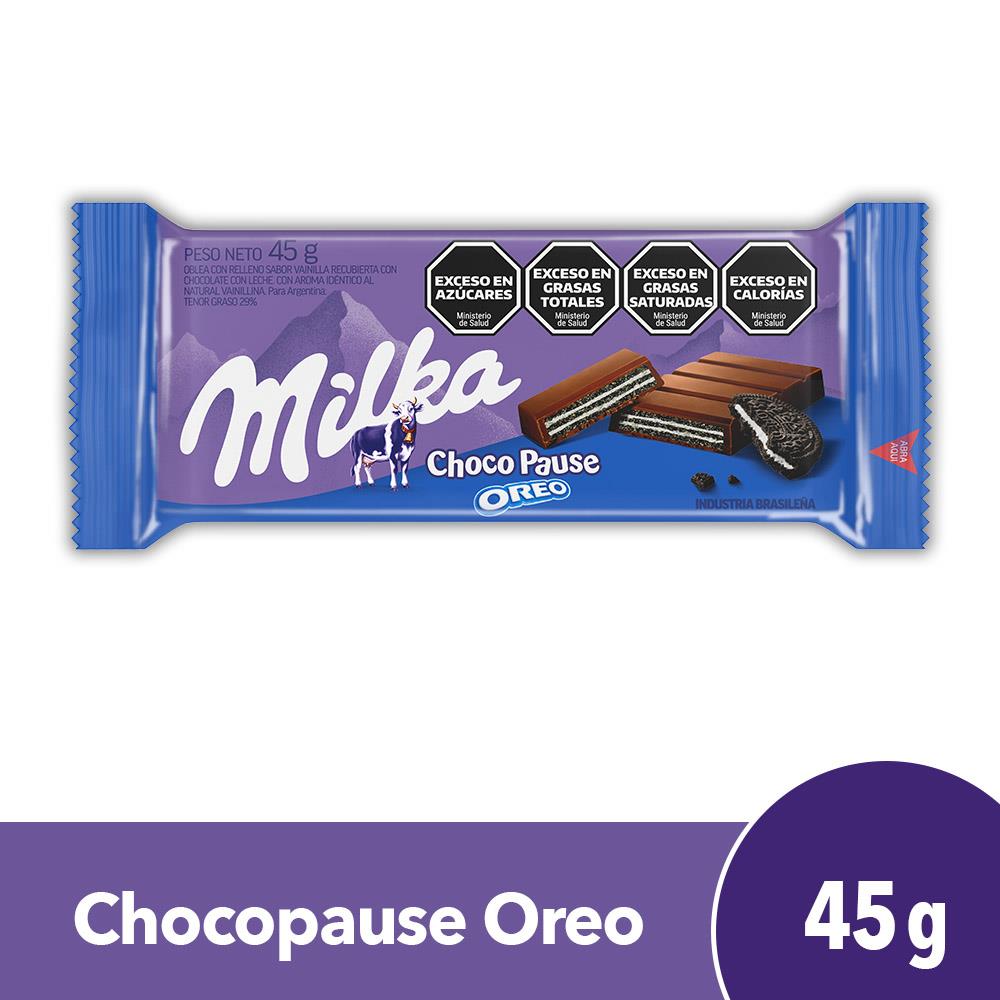 PESO NETO 45 g
OBLEA CON RELLENO SABOR VAINILLA RECUBIERTA CON
CHOCOLATE CON LECHE, CON AROMA IDÉNTICO AL
NATURAL VAINILLINA. Para Argentina:
TENOR GRASO 29%
EXCESO EN
AZÚCARES
Ministerio
de Salud
EXCESO EN
GRASAS
TOTALES
Ministerio
de Salud
EXCESO EN
GRASAS
SATURADAS
Ministerio
de Salud
EXCESO EN
CALORÍAS
Ministerio
de Salud
Milka
Choco Pause
OREO
ABRA
AQUI
INDUSTRIA BRASILEÑA
Chocopause Oreo
45 g